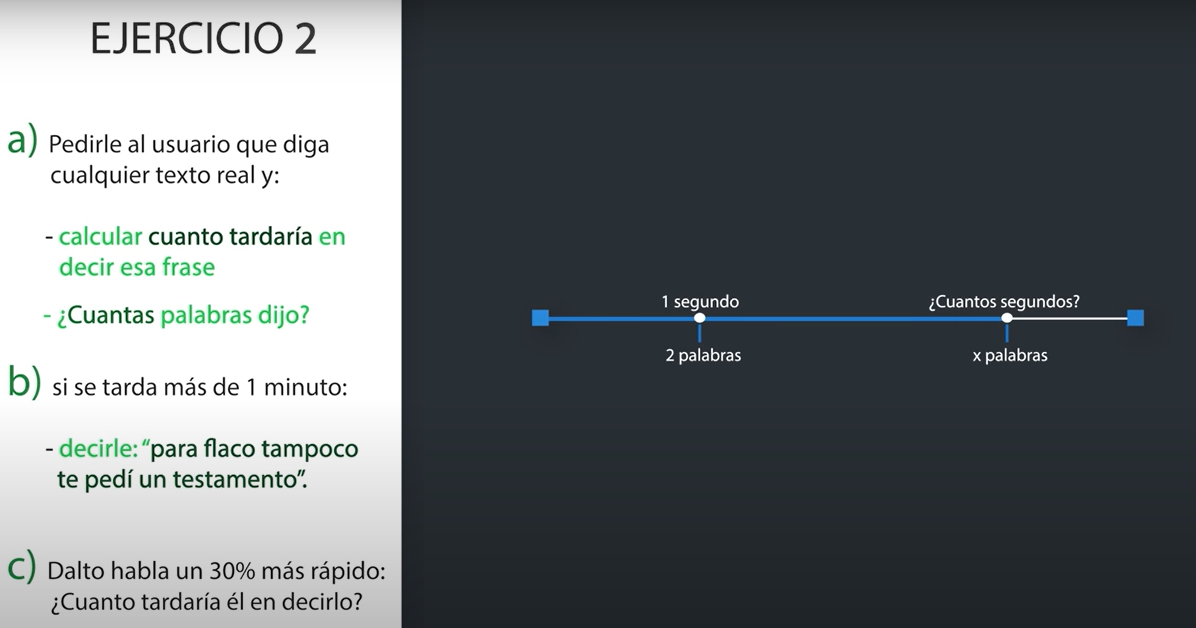 EJERCICIO 2
a) Pedirle al usuario que diga
cualquier texto real y:
- calcular cuanto tardaría en
decir esa frase
- ¿Cuantas palabras dijo?
b) si se tarda más de 1 minuto:
- decirle: “para flaco tampoco
te pedí un testamento”.
c) Dalto habla un 30% más rápido:
¿Cuanto tardaría él en decirlo?
1 segundo
¿Cuantos segundos?
2 palabras
x palabras